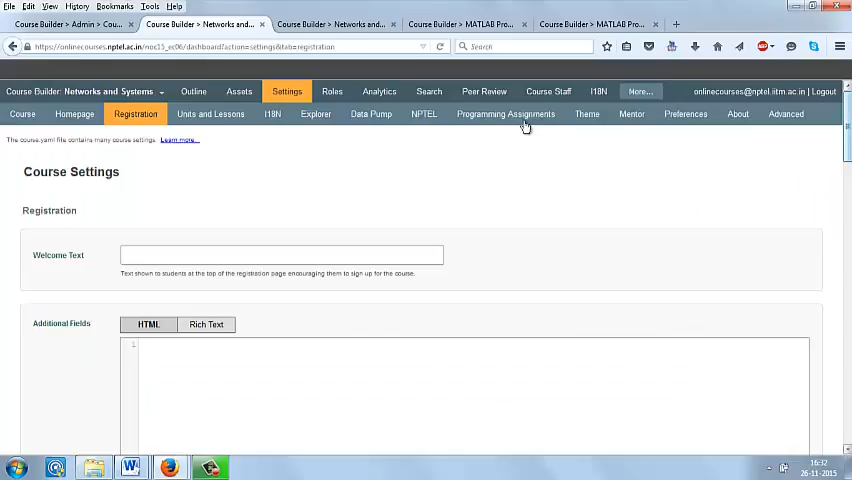 File Edit View History Bookmarks Tools Help
Course Builder > Admin > Cou... × Course Builder > Networks an... × Course Builder > Networks an... × Course Builder > MATLAB Pro... × Course Builder > MATLAB Pro... × +
https://onlinecourses.nptel.ac.in/noc15_ec06/dashboard?action=settings&tab=registration Search
Course Builder: Networks and Systems Outline Assets Settings Roles Analytics Search Peer Review Course Staff I18N More... onlinecourses@nptel.iitm.ac.in | Logout
Course Homepage Registration Units and Lessons I18N Explorer Data Pump NPTEL Programming Assignments Theme Mentor Preferences About Advanced
The course.yaml file contains many course settings. Learn more...
Course Settings
Registration
Welcome Text
Text shown to students at the top of the registration page encouraging them to sign up for the course.
Additional Fields HTML Rich Text
1
16:32
26-11-2015